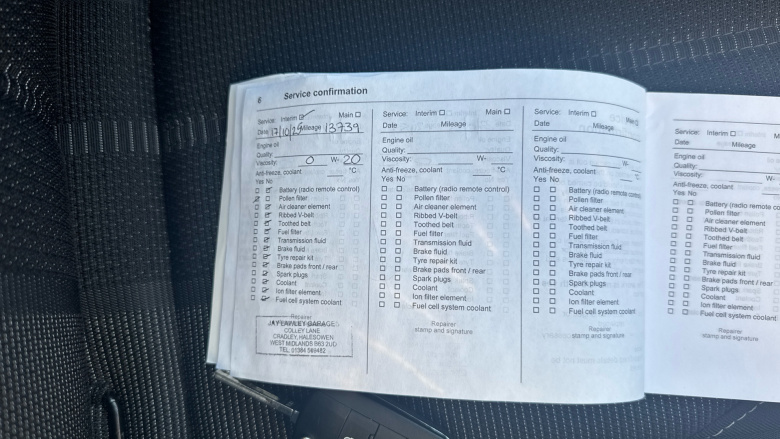 6 Service confirmation
Service: Interim ☑ Main ☐
Date 17/10/25 Mileage 13739
Engine oil
Quality:
Viscosity: 0 W- 20
Anti-freeze, coolant °C
Yes No
☐ ☑ Battery (radio remote control)
☑ ☐ Pollen filter
☐ ☑ Air cleaner element
☐ ☑ Ribbed V-belt
☐ ☑ Toothed belt
☐ ☑ Fuel filter
☐ ☑ Transmission fluid
☐ ☑ Brake fluid
☐ ☑ Tyre repair kit
☐ ☑ Brake pads front / rear
☐ ☑ Spark plugs
☐ ☑ Coolant
☐ ☑ Ion filter element
☐ ☑ Fuel cell system coolant
Repairer
COLLEY LANE
CRADLEY, HALESOWEN
WEST MIDLANDS B63 2UD
Service: Interim ☐ Main ☐
Date Mileage
Engine oil
Quality:
Viscosity: W-
Anti-freeze, coolant °C
Yes No
☐ ☐ Battery (radio remote control)
☐ ☐ Pollen filter
☐ ☐ Air cleaner element
☐ ☐ Ribbed V-belt
☐ ☐ Toothed belt
☐ ☐ Fuel filter
☐ ☐ Transmission fluid
☐ ☐ Brake fluid
☐ ☐ Tyre repair kit
☐ ☐ Brake pads front / rear
☐ ☐ Spark plugs
☐ ☐ Coolant
☐ ☐ Ion filter element
☐ ☐ Fuel cell system coolant
Repairer
stamp and signature
Service: Interim ☐ Main ☐
Date Mileage
Engine oil
Quality:
Viscosity: W-
Anti-freeze, coolant °C
Yes No
☐ ☐ Battery (radio remote control)
☐ ☐ Pollen filter
☐ ☐ Air cleaner element
☐ ☐ Ribbed V-belt
☐ ☐ Toothed belt
☐ ☐ Fuel filter
☐ ☐ Transmission fluid
☐ ☐ Brake fluid
☐ ☐ Tyre repair kit
☐ ☐ Brake pads front / rear
☐ ☐ Spark plugs
☐ ☐ Coolant
☐ ☐ Ion filter element
☐ ☐ Fuel cell system coolant
Repairer
stamp and signature
Service: Interim ☐ M
Date Mileage
Engine oil
Quality:
Viscosity: W-
Anti-freeze, coolant
Yes No
☐ ☐ Battery (radio remote contr
☐ ☐ Pollen filter
☐ ☐ Air cleaner element
☐ ☐ Ribbed V-belt
☐ ☐ Toothed belt
☐ ☐ Fuel filter
☐ ☐ Transmission fluid
☐ ☐ Brake fluid
☐ ☐ Tyre repair kit
☐ ☐ Brake pads front / rear
☐ ☐ Spark plugs
☐ ☐ Coolant
☐ ☐ Ion filter element
☐ ☐ Fuel cell system coolant
Repairer
stamp and signature